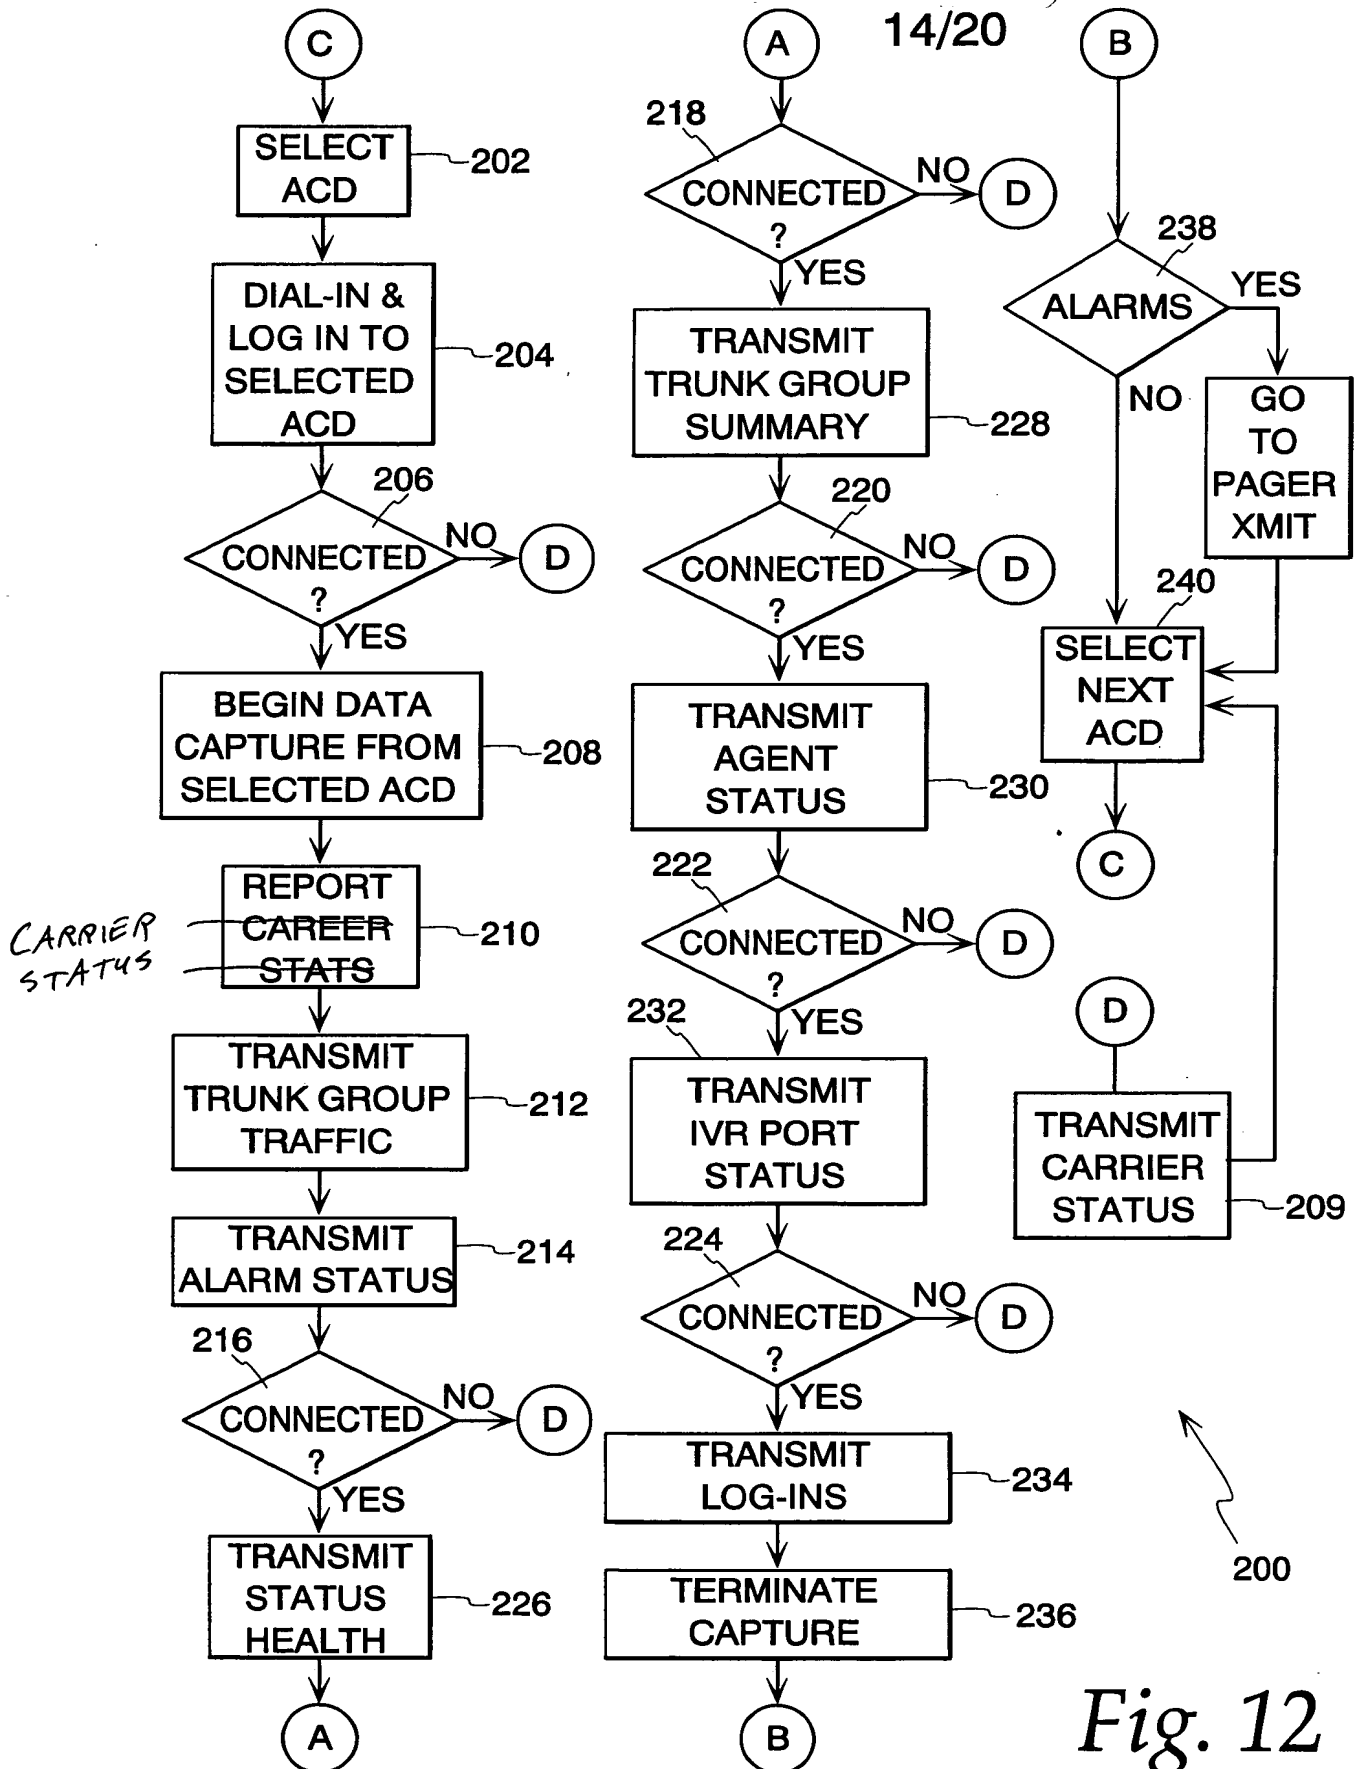 14/20
C
SELECT
ACD
202
DIAL-IN &
LOG IN TO
SELECTED
ACD
204
206
CONNECTED
?
NO
D
YES
BEGIN DATA
CAPTURE FROM
SELECTED ACD
208
REPORT
CAREER
STATS
210
CARRIER
STATUS
TRANSMIT
TRUNK GROUP
TRAFFIC
212
TRANSMIT
ALARM STATUS
214
216
CONNECTED
?
NO
D
YES
TRANSMIT
STATUS
HEALTH
226
A
A
218
CONNECTED
?
NO
D
YES
TRANSMIT
TRUNK GROUP
SUMMARY
228
220
CONNECTED
?
NO
D
YES
TRANSMIT
AGENT
STATUS
230
222
CONNECTED
?
NO
D
YES
232
TRANSMIT
IVR PORT
STATUS
224
CONNECTED
?
NO
D
YES
TRANSMIT
LOG-INS
234
TERMINATE
CAPTURE
236
B
B
238
ALARMS
YES
NO
GO
TO
PAGER
XMIT
240
SELECT
NEXT
ACD
C
D
TRANSMIT
CARRIER
STATUS
209
200
Fig. 12